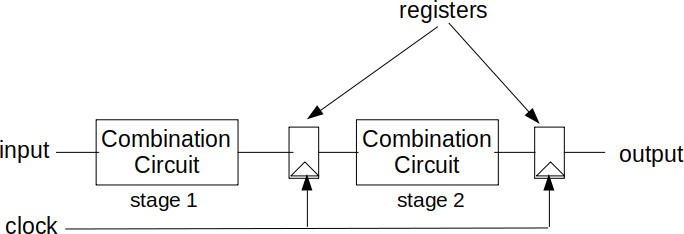 registers
input
Combination
Circuit
Combination
Circuit
output
stage 1
stage 2
clock